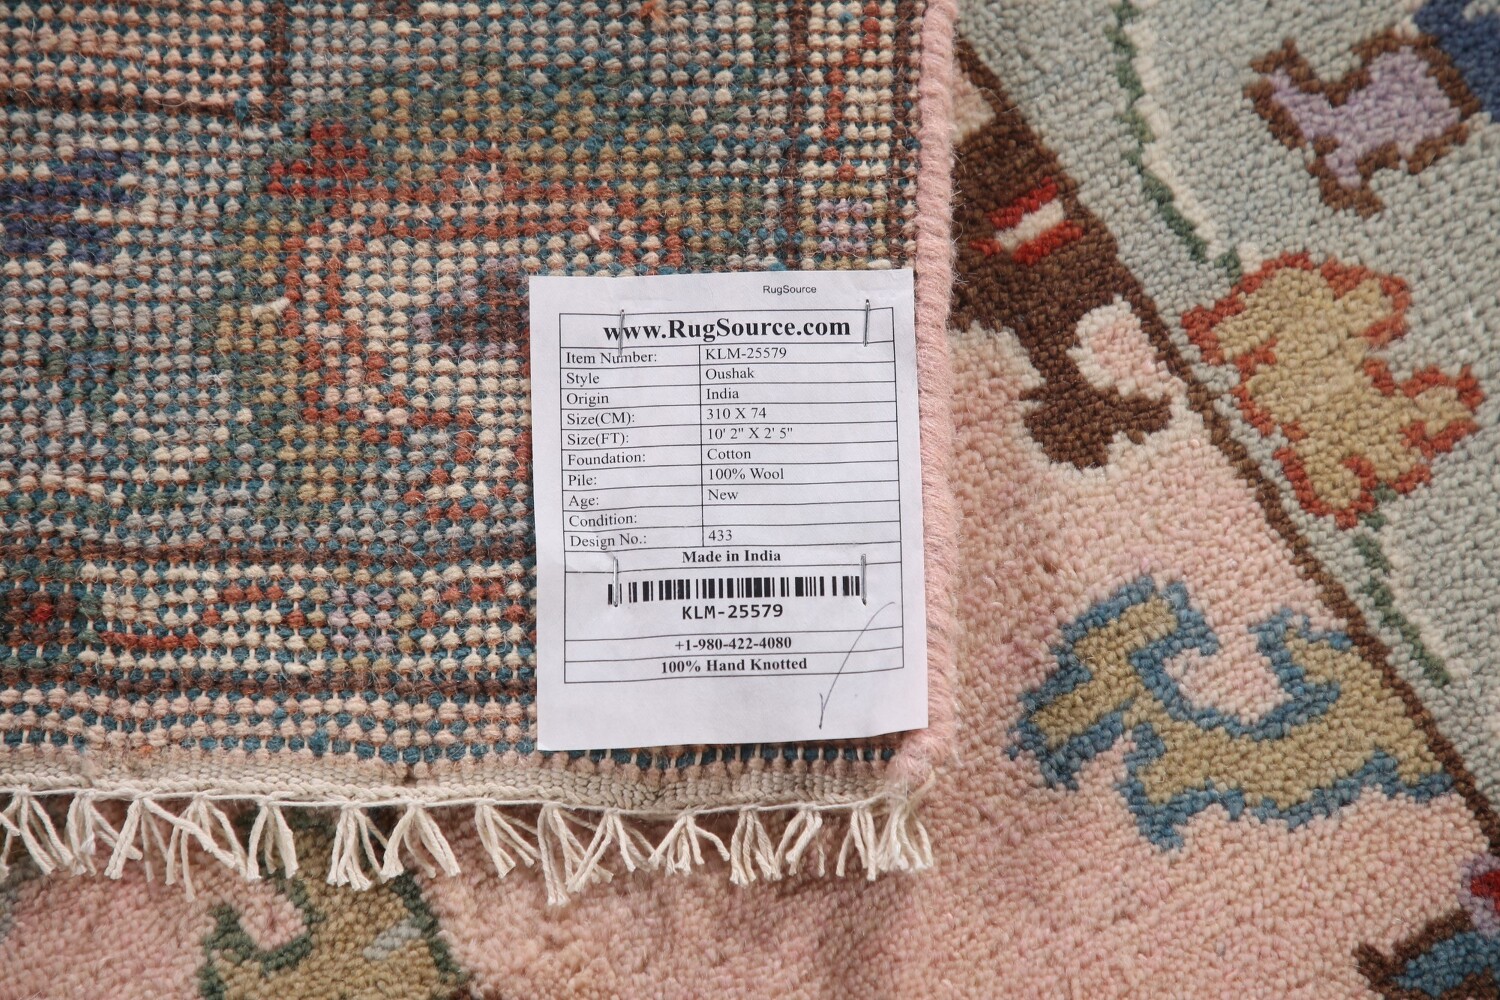 RugSource
www.RugSource.com
Item Number: KLM-25579
Style Oushak
Origin India
Size(CM): 310 X 74
Size(FT): 10' 2" X 2' 5"
Foundation: Cotton
Pile: 100% Wool
Age: New
Condition:
Design No.: 433
Made in India
KLM-25579
+1-980-422-4080
100% Hand Knotted